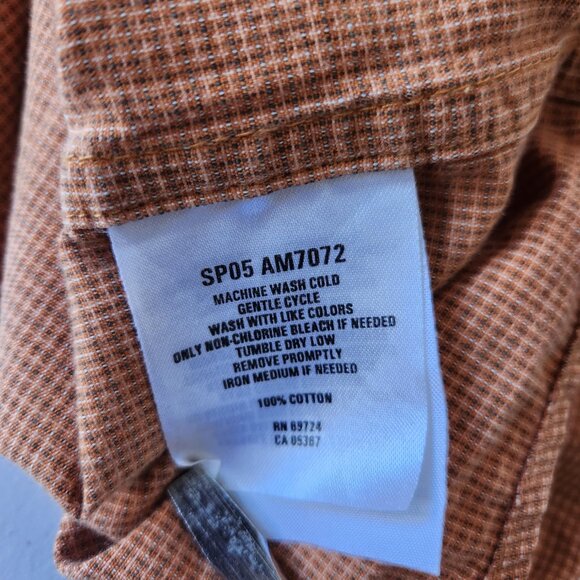 SP05 AM7072
MACHINE WASH COLD
GENTLE CYCLE
WASH WITH LIKE COLORS
ONLY NON-CHLORINE BLEACH IF NEEDED
TUMBLE DRY LOW
REMOVE PROMPTLY
IRON MEDIUM IF NEEDED
100% COTTON
RN 69724
CA 05367